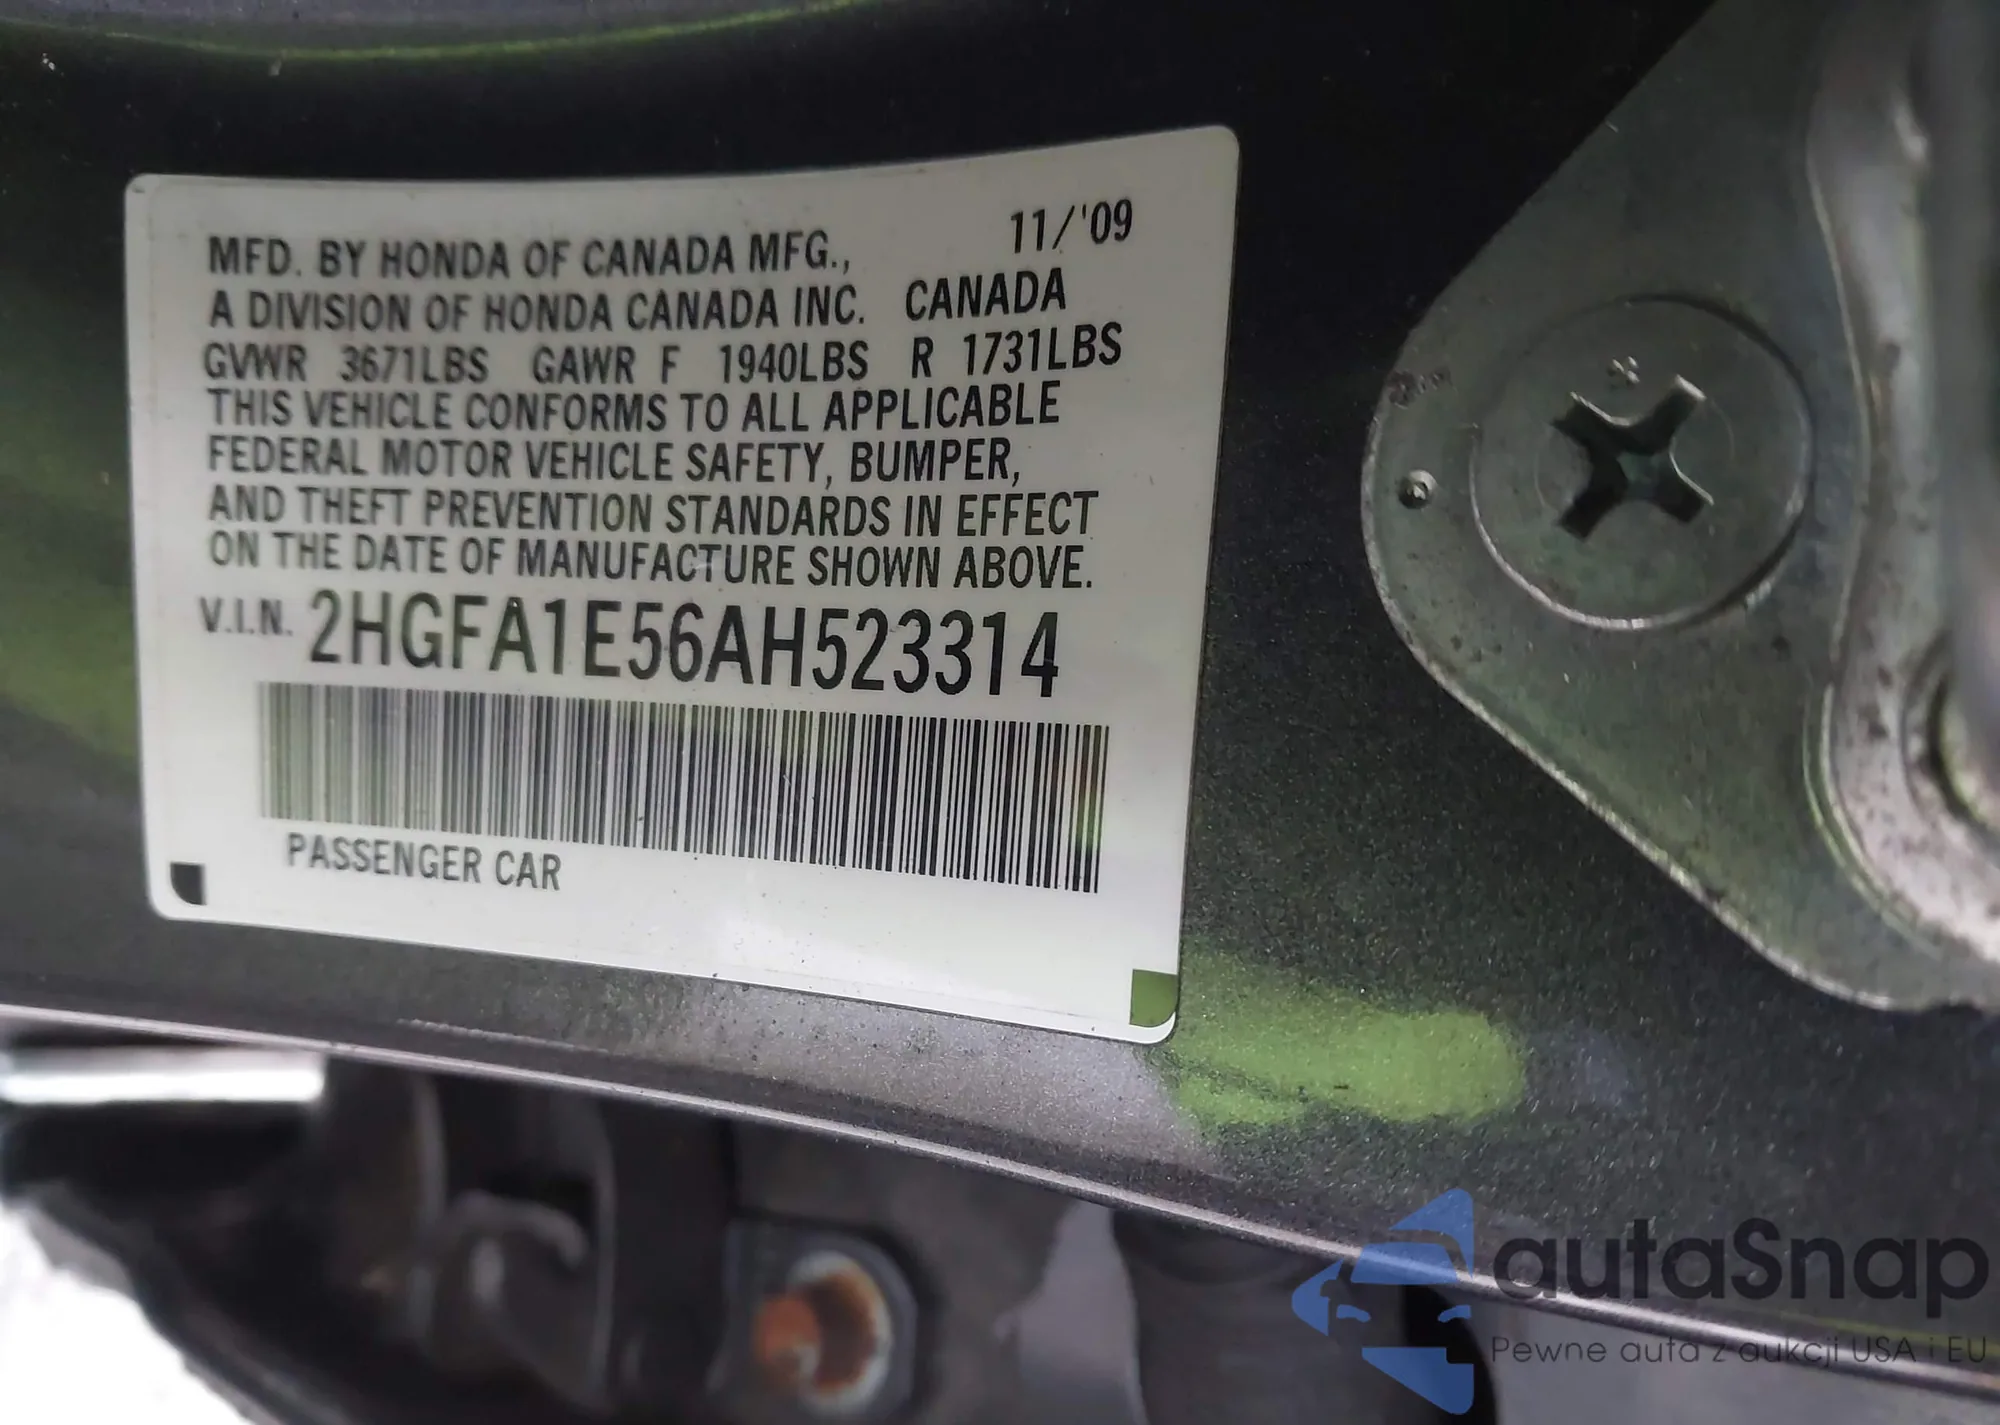 11/'09
MFD. BY HONDA OF CANADA MFG.,
A DIVISION OF HONDA CANADA INC. CANADA
GVWR 3671LBS GAWR F 1940LBS R 1731LBS
THIS VEHICLE CONFORMS TO ALL APPLICABLE
FEDERAL MOTOR VEHICLE SAFETY, BUMPER,
AND THEFT PREVENTION STANDARDS IN EFFECT
ON THE DATE OF MANUFACTURE SHOWN ABOVE.
V.I.N. 2HGFA1E56AH523314
PASSENGER CAR
autaSnap
Pewne auta z aukcji USA i EU